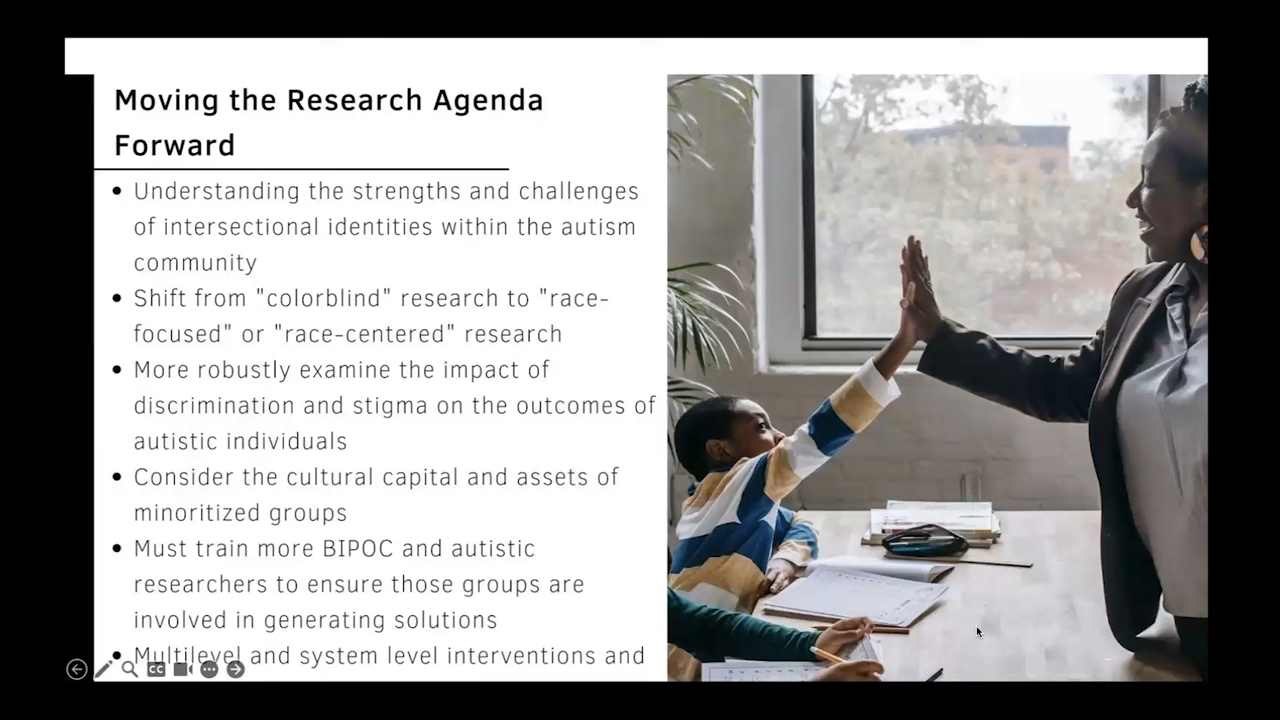 Moving the Research Agenda
Forward
• Understanding the strengths and challenges
of intersectional identities within the autism
community
• Shift from "colorblind" research to "race-
focused" or "race-centered" research
• More robustly examine the impact of
discrimination and stigma on the outcomes of
autistic individuals
• Consider the cultural capital and assets of
minoritized groups
• Must train more BIPOC and autistic
researchers to ensure those groups are
involved in generating solutions
• Multilevel and system level interventions and
CC